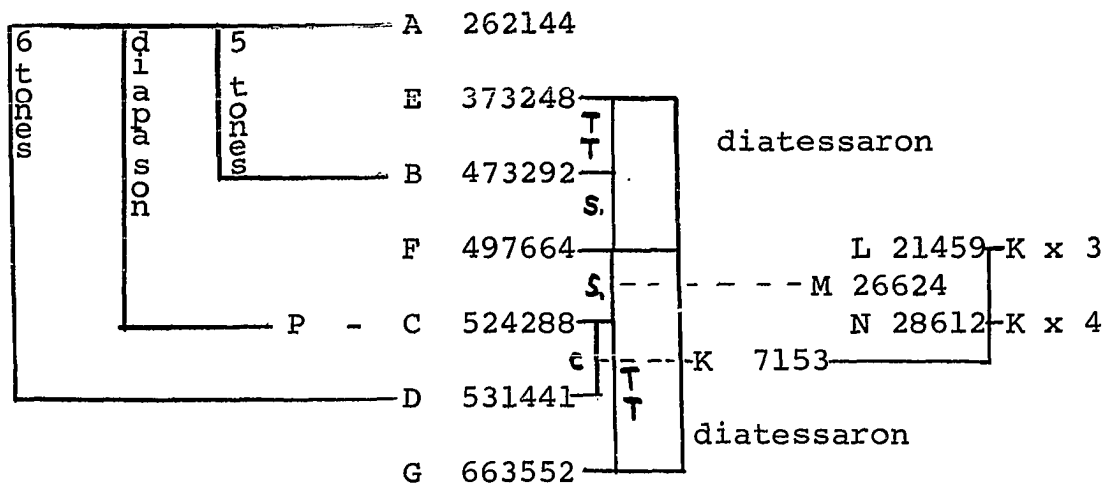 A 262144
6 tones
diapason
5 tones
E 373248
T
T
diatessaron
B 473292
S.
F 497664
L 21459 K x 3
S.
M 26624
P - C 524288
N 28612 K x 4
c
K 7153
T
T
D 531441
diatessaron
G 663552